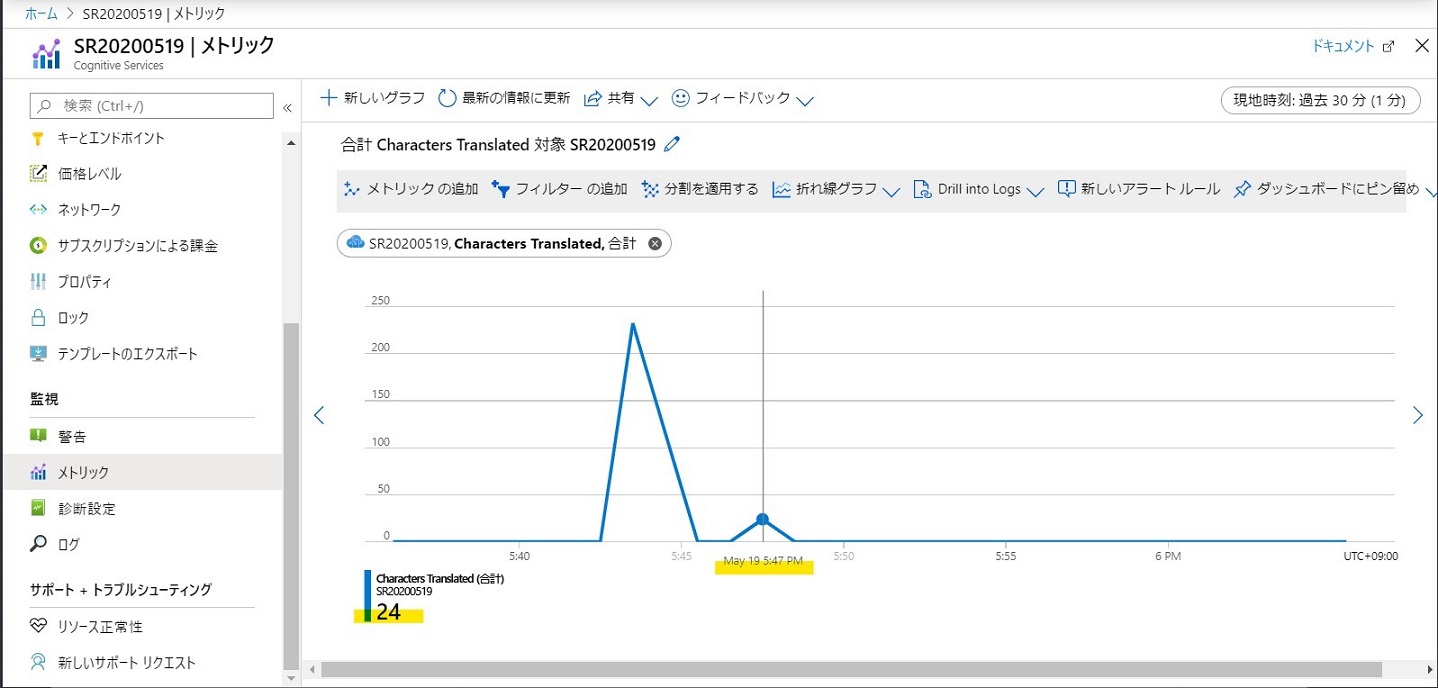 ホーム > SR20200519 | メトリック
SR20200519 | メトリック
Cognitive Services
ドキュメント
検索 (Ctrl+/)
«
キーとエンドポイント
価格レベル
ネットワーク
サブスクリプションによる課金
プロパティ
ロック
テンプレートのエクスポート
監視
警告
メトリック
診断設定
ログ
サポート + トラブルシューティング
リソース正常性
新しいサポート リクエスト
新しいグラフ 最新の情報に更新 共有 フィードバック
現地時刻: 過去 30 分 (1 分)
合計 Characters Translated 対象 SR20200519
メトリック の追加 フィルター の追加 分割を適用する 折れ線グラフ Drill into Logs 新しいアラート ルール ダッシュボードにピン留め
SR20200519, Characters Translated, 合計
250
200
150
100
50
0
5:40 5:45 May 19 5:47 PM 5:50 5:55 6 PM UTC+09:00
Characters Translated (合計)
SR20200519
24